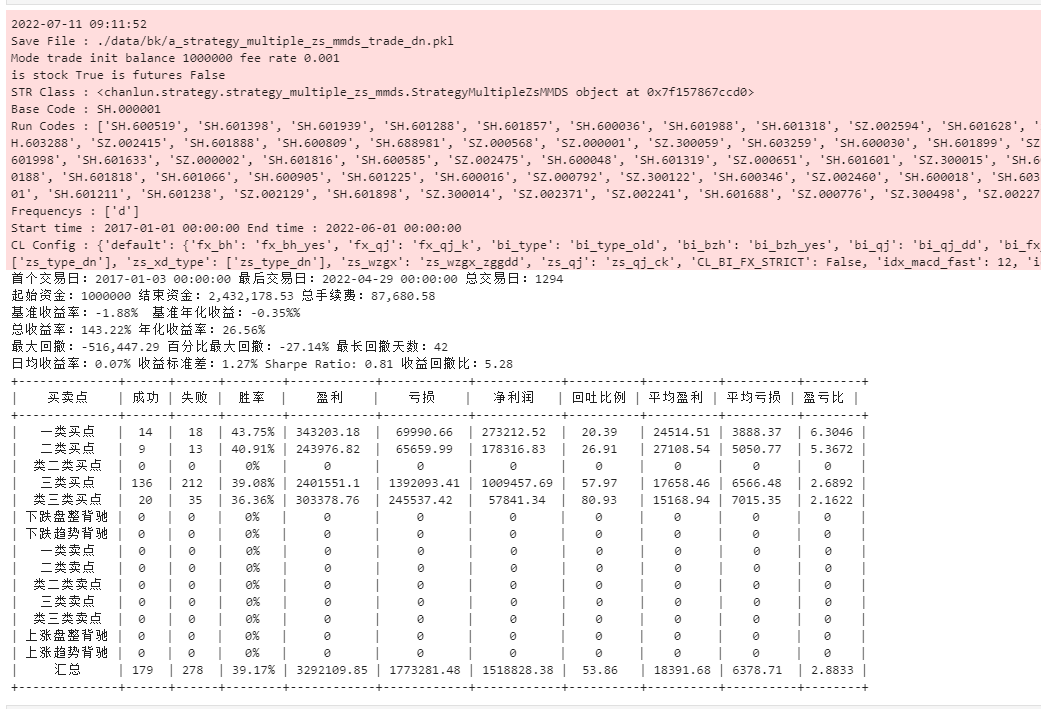 2022-07-11 09:11:52
Save File : ./data/bk/a_strategy_multiple_zs_mmds_trade_dn.pkl
Mode trade init balance 1000000 fee rate 0.001
is stock True is futures False
STR Class : <chanlun.strategy.strategy_multiple_zs_mmds.StrategyMultipleZsMMDS object at 0x7f157867ccd0>
Base Code : SH.000001
Run Codes : ['SH.600519', 'SH.601398', 'SH.601939', 'SH.601288', 'SH.601857', 'SH.600036', 'SH.601988', 'SH.601318', 'SZ.002594', 'SH.601628', '
H.603288', 'SZ.002415', 'SH.601888', 'SH.600809', 'SH.688981', 'SZ.000568', 'SZ.000001', 'SZ.300059', 'SH.603259', 'SH.600030', 'SH.601899', 'SZ
601998', 'SH.601633', 'SZ.000002', 'SH.601816', 'SH.600585', 'SZ.002475', 'SH.600048', 'SH.601319', 'SZ.000651', 'SH.601601', 'SZ.300015', 'SH.6
0188', 'SH.601818', 'SH.601066', 'SH.600905', 'SH.601225', 'SH.600016', 'SZ.000792', 'SZ.300122', 'SH.600346', 'SZ.002460', 'SH.600018', 'SH.603
01', 'SH.601211', 'SH.601238', 'SZ.002129', 'SH.601898', 'SZ.300014', 'SZ.002371', 'SZ.002241', 'SH.601688', 'SZ.000776', 'SZ.300498', 'SZ.00227
Frequencys : ['d']
Start time : 2017-01-01 00:00:00 End time : 2022-06-01 00:00:00
CL Config : {'default': {'fx_bh': 'fx_bh_yes', 'fx_qj': 'fx_qj_k', 'bi_type': 'bi_type_old', 'bi_bzh': 'bi_bzh_yes', 'bi_qj': 'bi_qj_dd', 'bi_fx
['zs_type_dn'], 'zs_xd_type': ['zs_type_dn'], 'zs_wzgx': 'zs_wzgx_zggdd', 'zs_qj': 'zs_qj_ck', 'CL_BI_FX_STRICT': False, 'idx_macd_fast': 12, 'i
首个交易日: 2017-01-03 00:00:00 最后交易日: 2022-04-29 00:00:00 总交易日: 1294
起始资金: 1000000 结束资金: 2,432,178.53 总手续费: 87,680.58
基准收益率: -1.88% 基准年化收益: -0.35%%
总收益率: 143.22% 年化收益率: 26.56%
最大回撤: -516,447.29 百分比最大回撤: -27.14% 最长回撤天数: 42
日均收益率: 0.07% 收益标准差: 1.27% Sharpe Ratio: 0.81 收益回撤比: 5.28
| 买卖点 | 成功 | 失败 | 胜率 | 盈利 | 亏损 | 净利润 | 回吐比例 | 平均盈利 | 平均亏损 | 盈亏比 |
| 一类买点 | 14 | 18 | 43.75% | 343203.18 | 69990.66 | 273212.52 | 20.39 | 24514.51 | 3888.37 | 6.3046 |
| 二类买点 | 9 | 13 | 40.91% | 243976.82 | 65659.99 | 178316.83 | 26.91 | 27108.54 | 5050.77 | 5.3672 |
| 类二类买点 | 0 | 0 | 0% | 0 | 0 | 0 | 0 | 0 | 0 | 0 |
| 三类买点 | 136 | 212 | 39.08% | 2401551.1 | 1392093.41 | 1009457.69 | 57.97 | 17658.46 | 6566.48 | 2.6892 |
| 类三类买点 | 20 | 35 | 36.36% | 303378.76 | 245537.42 | 57841.34 | 80.93 | 15168.94 | 7015.35 | 2.1622 |
| 下跌盘整背驰 | 0 | 0 | 0% | 0 | 0 | 0 | 0 | 0 | 0 | 0 |
| 下跌趋势背驰 | 0 | 0 | 0% | 0 | 0 | 0 | 0 | 0 | 0 | 0 |
| 一类卖点 | 0 | 0 | 0% | 0 | 0 | 0 | 0 | 0 | 0 | 0 |
| 二类卖点 | 0 | 0 | 0% | 0 | 0 | 0 | 0 | 0 | 0 | 0 |
| 类二类卖点 | 0 | 0 | 0% | 0 | 0 | 0 | 0 | 0 | 0 | 0 |
| 三类卖点 | 0 | 0 | 0% | 0 | 0 | 0 | 0 | 0 | 0 | 0 |
| 类三类卖点 | 0 | 0 | 0% | 0 | 0 | 0 | 0 | 0 | 0 | 0 |
| 上涨盘整背驰 | 0 | 0 | 0% | 0 | 0 | 0 | 0 | 0 | 0 | 0 |
| 上涨趋势背驰 | 0 | 0 | 0% | 0 | 0 | 0 | 0 | 0 | 0 | 0 |
| 汇总 | 179 | 278 | 39.17% | 3292109.85 | 1773281.48 | 1518828.38 | 53.86 | 18391.68 | 6378.71 | 2.8833 |